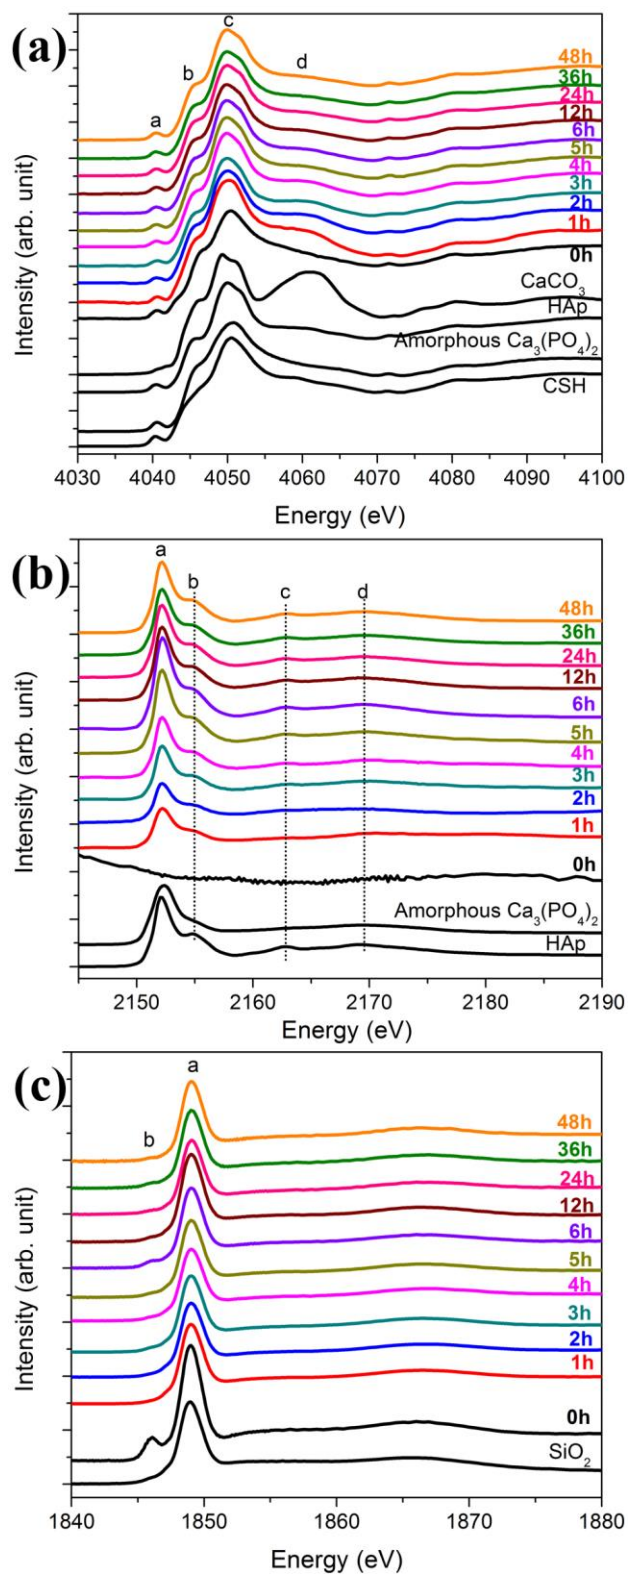 (a)
c
b
d
a
48h
36h
24h
12h
6h
5h
4h
3h
2h
1h
0h
CaCO₃
HAp
Amorphous Ca₃(PO₄)₂
CSH
Intensity (arb. unit)
4030 4040 4050 4060 4070 4080 4090 4100
Energy (eV)
(b)
a
b
c
d
48h
36h
24h
12h
6h
5h
4h
3h
2h
1h
0h
Amorphous Ca₃(PO₄)₂
HAp
Intensity (arb. unit)
2150 2160 2170 2180 2190
Energy (eV)
(c)
a
b
48h
36h
24h
12h
6h
5h
4h
3h
2h
1h
0h
SiO₂
Intensity (arb. unit)
1840 1850 1860 1870 1880
Energy (eV)